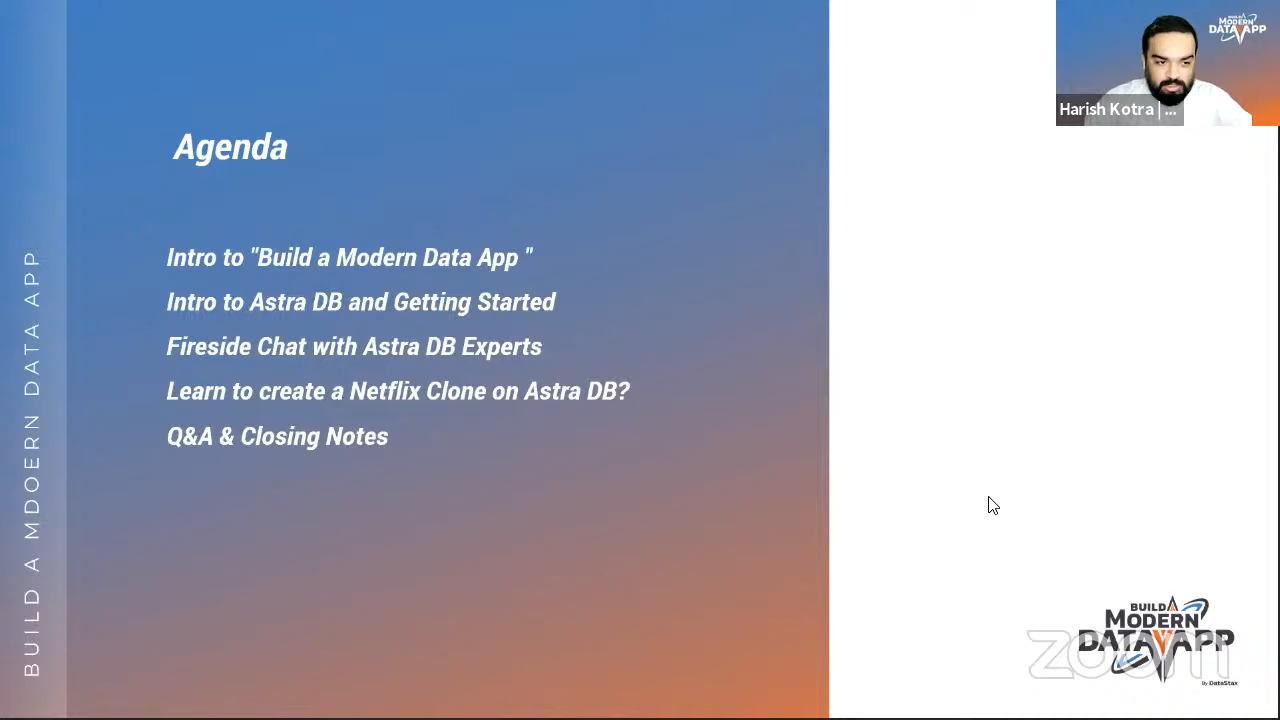 BUILD A MDOERN DATA APP
Agenda
Intro to "Build a Modern Data App "
Intro to Astra DB and Getting Started
Fireside Chat with Astra DB Experts
Learn to create a Netflix Clone on Astra DB?
Q&A & Closing Notes
BUILD A
MODERN
DATA APP
Harish Kotra | ...
BUILD A
MODERN
DATA APP
zoom
By DataStax